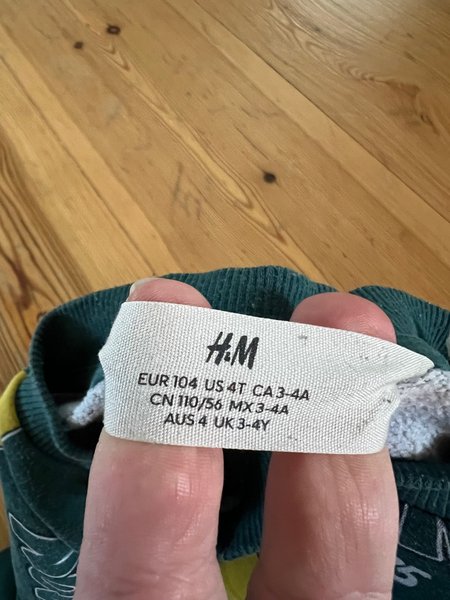 H&M
EUR 104 US 4T CA 3-4A
CN 110/56 MX 3-4A
AUS 4 UK 3-4Y